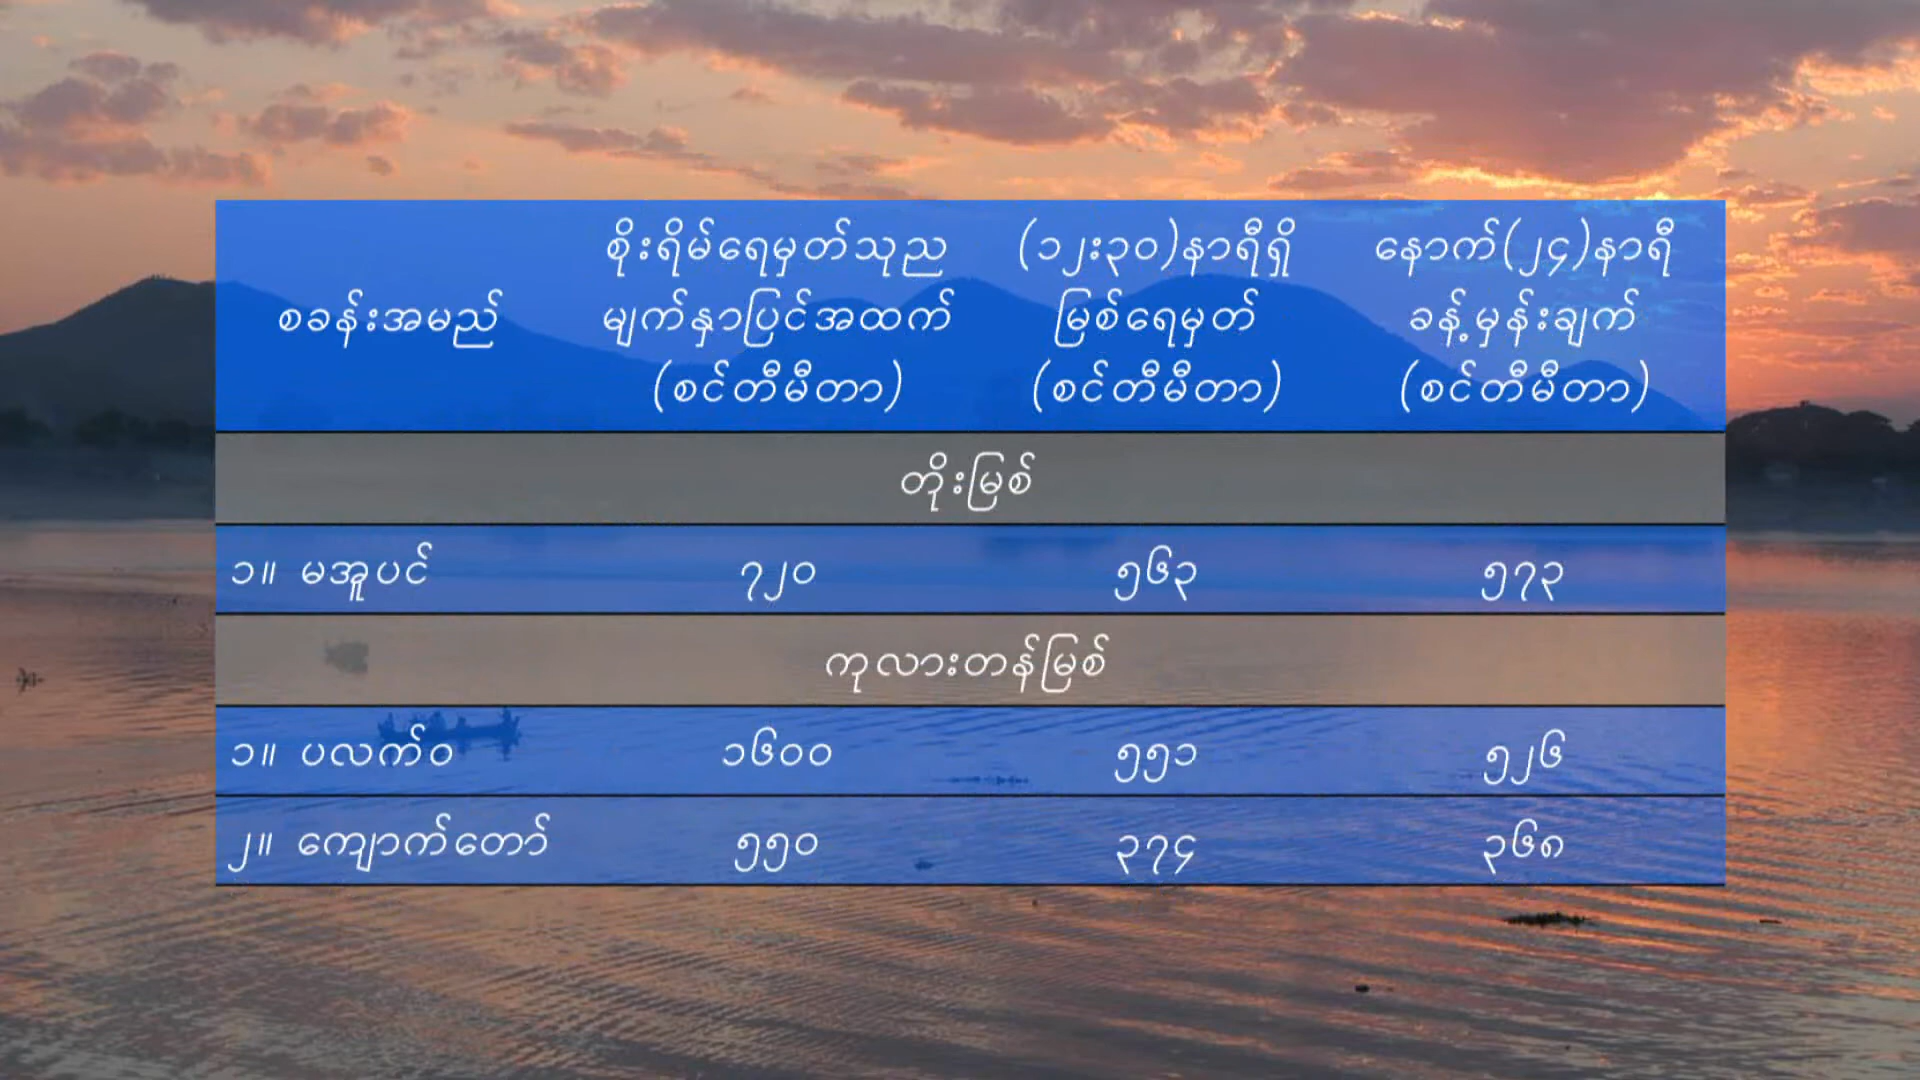 စခန်းအမည်
စိုးရိမ်ရေမှတ်သုည
မျက်နှာပြင်အထက်
(စင်တီမီတာ)
(၁၂း၃၀)နာရီရှိ
မြစ်ရေမှတ်
(စင်တီမီတာ)
နောက်(၂၄)နာရီ
ခန့်မှန်းချက်
(စင်တီမီတာ)
တိုးမြစ်
၁။ မအူပင် ၇၂၀ ၅၆၃ ၅၇၃
ကုလားတန်မြစ်
၁။ ပလက်ဝ ၁၆၀၀ ၅၅၁ ၅၂၆
၂။ ကျောက်တော် ၅၅၀ ၃၇၄ ၃၆၈